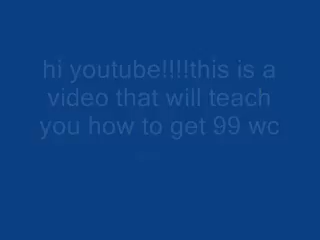 hi youtube!!!!this is a
video that will teach
you how to get 99 wc